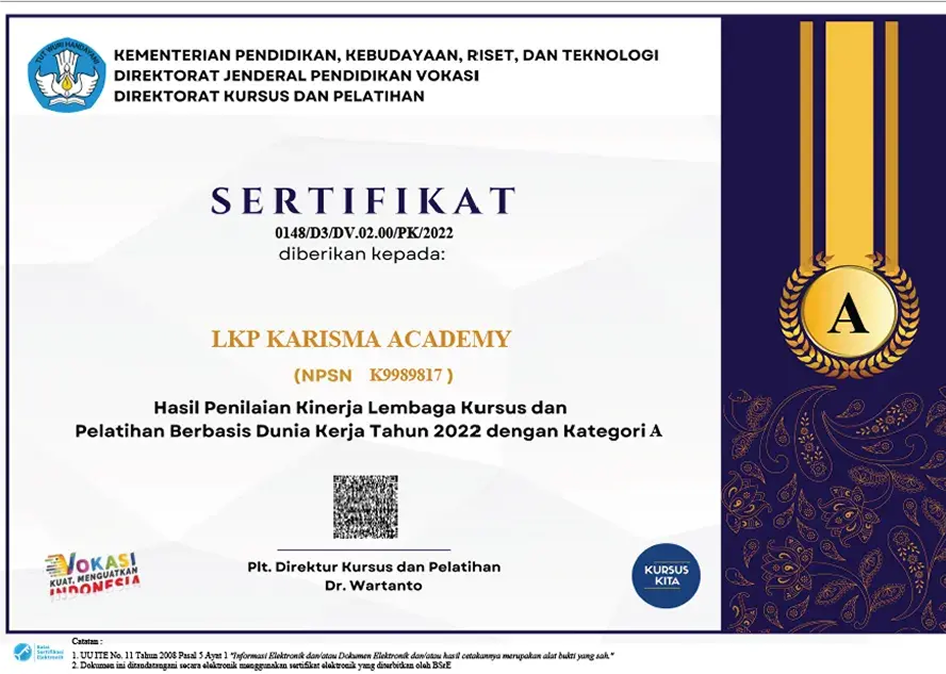 TUT WURI HANDAYANI
KEMENTERIAN PENDIDIKAN, KEBUDAYAAN, RISET, DAN TEKNOLOGI
DIREKTORAT JENDERAL PENDIDIKAN VOKASI
DIREKTORAT KURSUS DAN PELATIHAN
SERTIFIKAT
0148/D3/DV.02.00/PK/2022
diberikan kepada:
A
LKP KARISMA ACADEMY
(NPSN K9989817 )
Hasil Penilaian Kinerja Lembaga Kursus dan
Pelatihan Berbasis Dunia Kerja Tahun 2022 dengan Kategori A
VOKASI
KUAT, MENGUATKAN
INDONESIA
Plt. Direktur Kursus dan Pelatihan
Dr. Wartanto
KURSUS
KITA
Balai
Sertifikasi
Elektronik
Catatan :
1. UU ITE No. 11 Tahun 2008 Pasal 5 Ayat 1 "Informasi Elektronik dan/atau Dokumen Elektronik dan/atau hasil cetakannya merupakan alat bukti yang sah."
2. Dokumen ini ditandatangani secara elektronik menggunakan sertifikat elektronik yang diterbitkan oleh BSrE